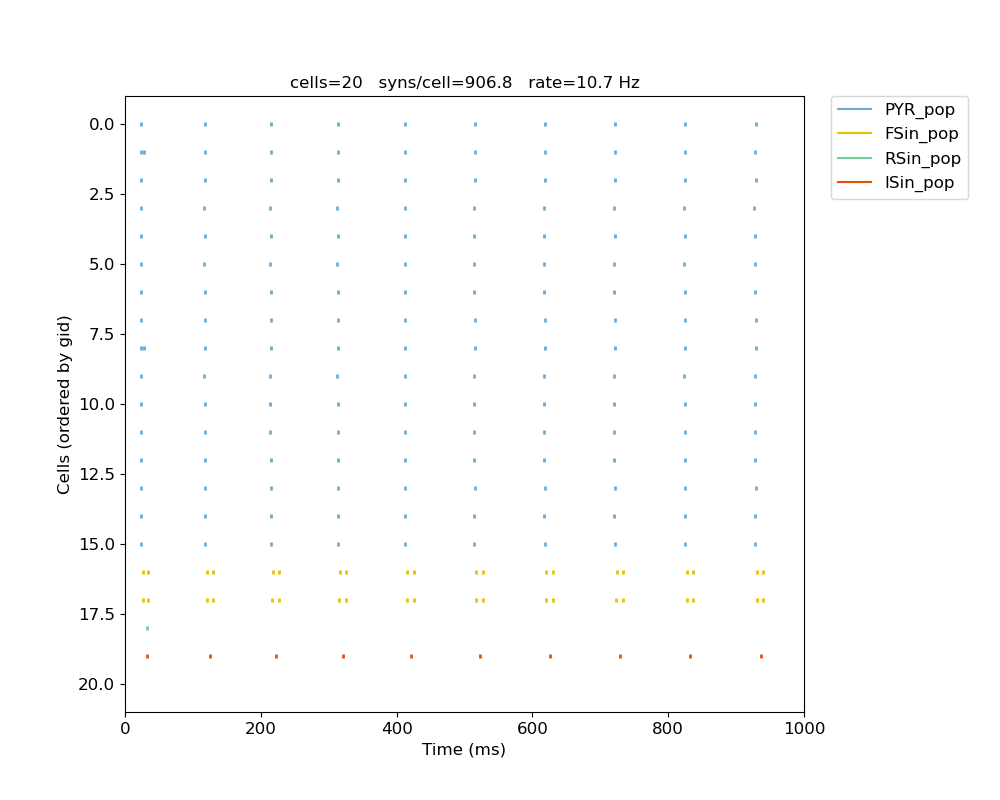 cells=20   syns/cell=906.8   rate=10.7 Hz
PYR_pop
FSin_pop
RSin_pop
ISin_pop
Cells (ordered by gid)
0.0
2.5
5.0
7.5
10.0
12.5
15.0
17.5
20.0
0 200 400 600 800 1000
Time (ms)